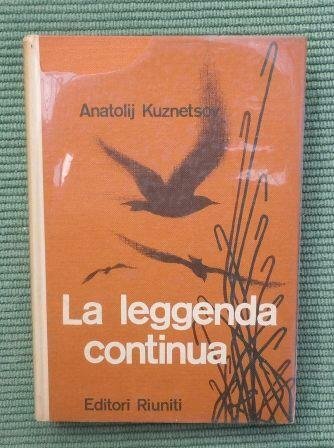 Anatolij Kuznetsov
La leggenda
continua
Editori Riuniti